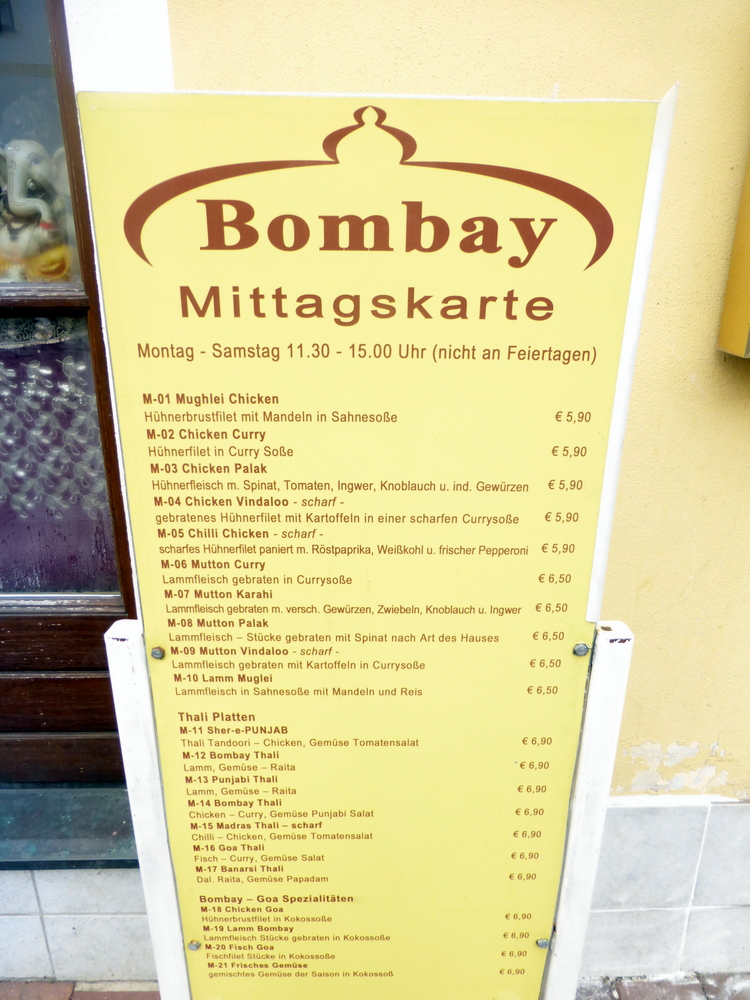 Bombay
Mittagskarte
Montag - Samstag 11.30 - 15.00 Uhr (nicht an Feiertagen)
M-01 Mughlei Chicken
Hühnerbrustfilet mit Mandeln in Sahnesoße € 5,90
M-02 Chicken Curry
Hühnerfilet in Curry Soße € 5,90
M-03 Chicken Palak
Hühnerfleisch m. Spinat, Tomaten, Ingwer, Knoblauch u. ind. Gewürzen € 5,90
M-04 Chicken Vindaloo - scharf -
gebratenes Hühnerfilet mit Kartoffeln in einer scharfen Currysoße € 5,90
M-05 Chilli Chicken - scharf -
scharfes Hühnerfilet paniert m. Röstpaprika, Weißkohl u. frischer Pepperoni € 5,90
M-06 Mutton Curry
Lammfleisch gebraten in Currysoße € 6,50
M-07 Mutton Karahi
Lammfleisch gebraten m. versch. Gewürzen, Zwiebeln, Knoblauch u. Ingwer € 6,50
M-08 Mutton Palak
Lammfleisch – Stücke gebraten mit Spinat nach Art des Hauses € 6,50
M-09 Mutton Vindaloo - scharf -
Lammfleisch gebraten mit Kartoffeln in Currysoße € 6,50
M-10 Lamm Muglei
Lammfleisch in Sahnesoße mit Mandeln und Reis € 6,50
Thali Platten
M-11 Sher-e-PUNJAB
Thali Tandoori – Chicken, Gemüse Tomatensalat € 6,90
M-12 Bombay Thali
Lamm, Gemüse – Raita € 6,90
M-13 Punjabi Thali
Lamm, Gemüse – Raita € 6,90
M-14 Bombay Thali
Chicken – Curry, Gemüse Punjabi Salat € 6,90
M-15 Madras Thali – scharf
Chilli – Chicken, Gemüse Tomatensalat € 6,90
M-16 Goa Thali
Fisch – Curry, Gemüse Salat € 6,90
M-17 Banarsi Thali
Dal. Raita, Gemüse Papadam € 6,90
Bombay – Goa Spezialitäten
M-18 Chicken Goa
Hühnerbrustfilet in Kokossoße € 6,90
M-19 Lamm Bombay
Lammfleisch Stücke gebraten in Kokossoße € 6,90
M-20 Fisch Goa
Fischfilet Stücke in Kokossoße € 6,90
M-21 Frisches Gemüse
gemischtes Gemüse der Saison in Kokossoß € 6,90